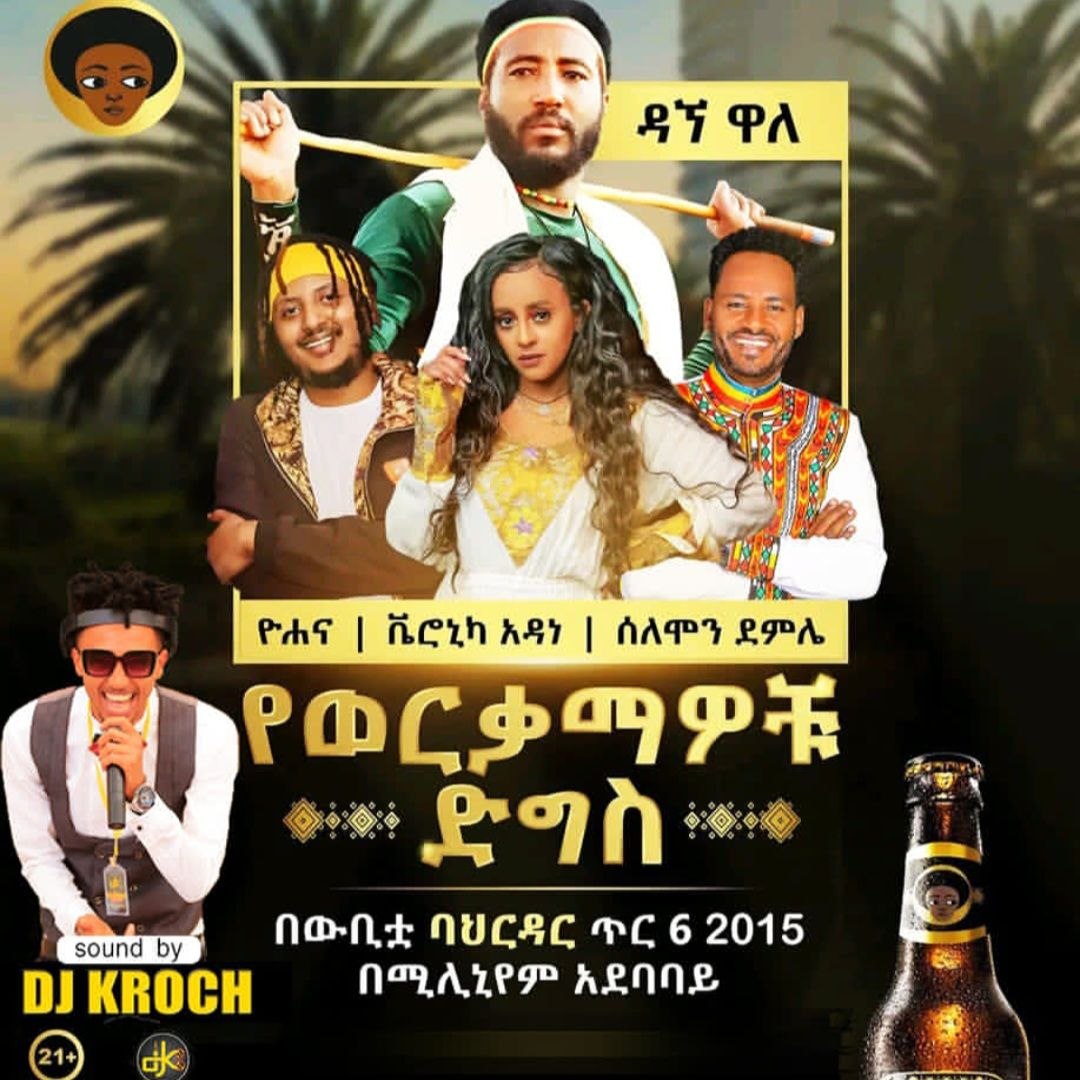 ዳኘ ዋለ
ዮሐና | ቬሮኒካ አዳነ | ሰለሞን ደምሌ
የወርቃማዎቹ
ድግስ
በውቢቷ ባህርዳር ጥር 6 2015
በሚሊኒየም አደባባይ
sound by
DJ KROCH
21+